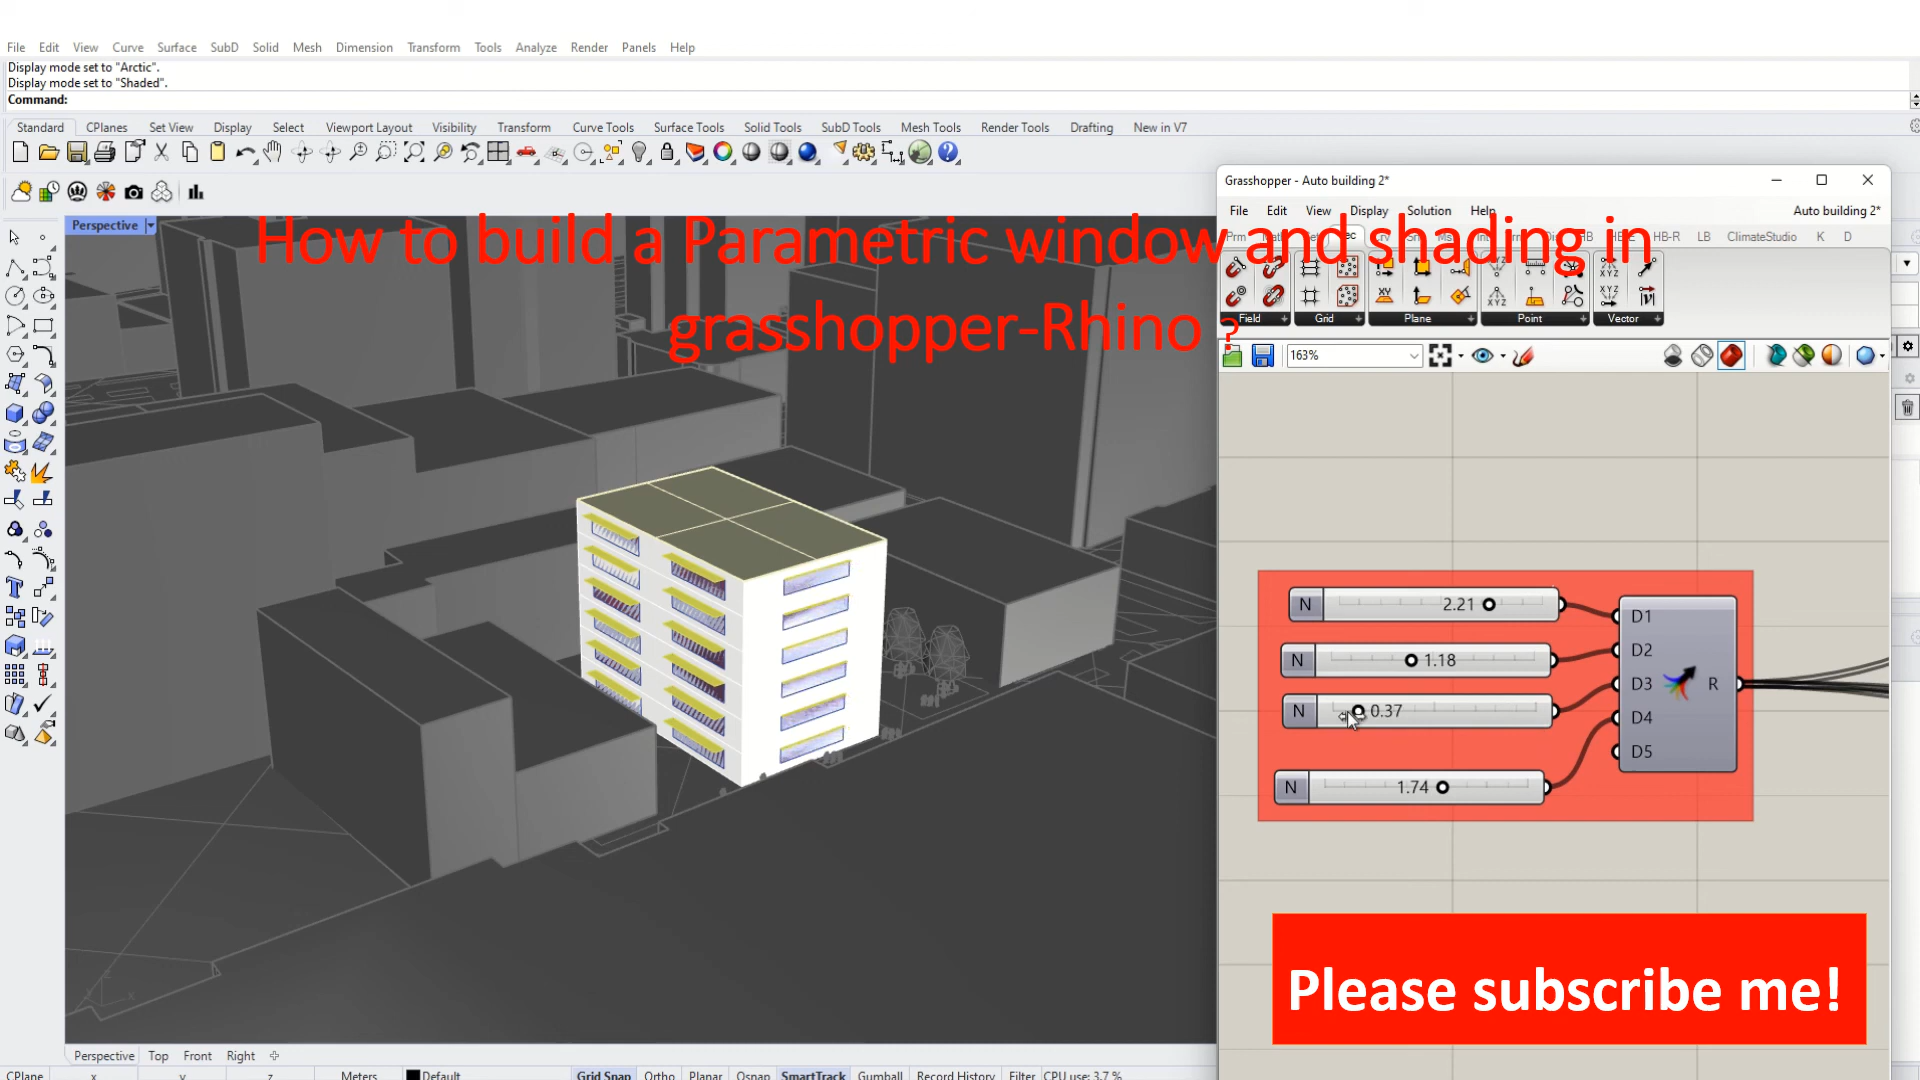 File Edit View Curve Surface SubD Solid Mesh Dimension Transform Tools Analyze Render Panels Help
Display mode set to "Arctic".
Display mode set to "Shaded".
Command:
Standard CPlanes Set View Display Select Viewport Layout Visibility Transform Curve Tools Surface Tools Solid Tools SubD Tools Mesh Tools Render Tools Drafting New in V7
Perspective
How to build a Parametric window and shading in
grasshopper-Rhino ?
Grasshopper - Auto building 2*
File Edit View Display Solution Help Auto building 2*
HB-R LB ClimateStudio K D
Field Grid Plane Point Vector
163%
N 2.21
N 1.18
N 0.37
N 1.74
D1
D2
D3 R
D4
D5
Please subscribe me!
Perspective Top Front Right
CPlane x y z Meters Default Grid Snap Ortho Planar Osnap SmartTrack Gumball Record History Filter CPU use: 3.7 %